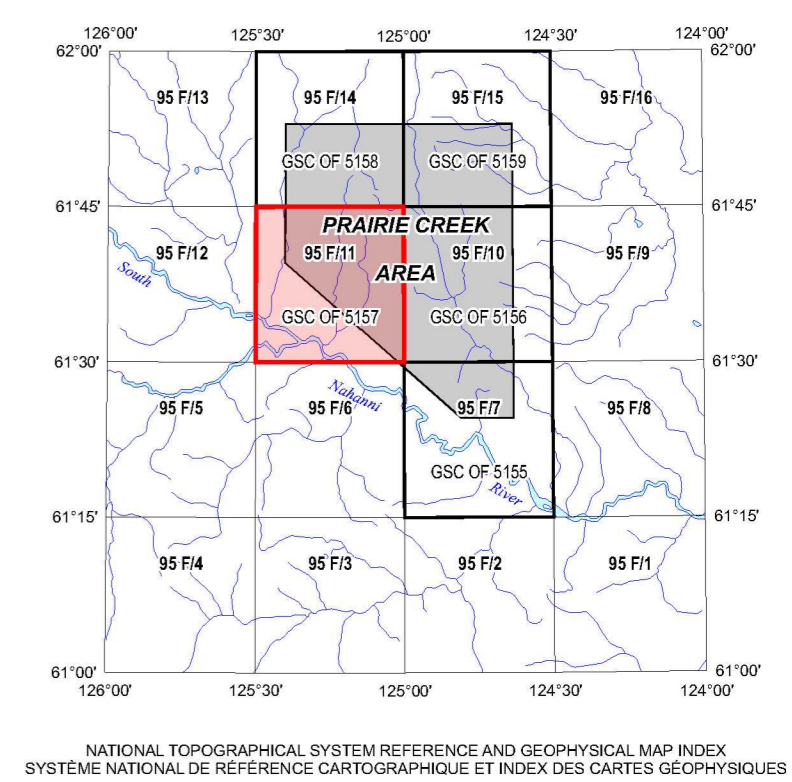 126°00' 125°30' 125°00' 124°30' 124°00'
62°00' 62°00'
95 F/13 95 F/14 95 F/15 95 F/16
GSC OF 5158 GSC OF 5159
61°45' 61°45'
PRAIRIE CREEK
95 F/12 95 F/11 95 F/10 95 F/9
South AREA
GSC OF 5157 GSC OF 5156
61°30' 61°30'
Nahanni
95 F/5 95 F/6 95 F/7 95 F/8
GSC OF 5155
River
61°15' 61°15'
95 F/4 95 F/3 95 F/2 95 F/1
61°00' 61°00'
126°00' 125°30' 125°00' 124°30' 124°00'
NATIONAL TOPOGRAPHICAL SYSTEM REFERENCE AND GEOPHYSICAL MAP INDEX
SYSTÈME NATIONAL DE RÉFÉRENCE CARTOGRAPHIQUE ET INDEX DES CARTES GÉOPHYSIQUES